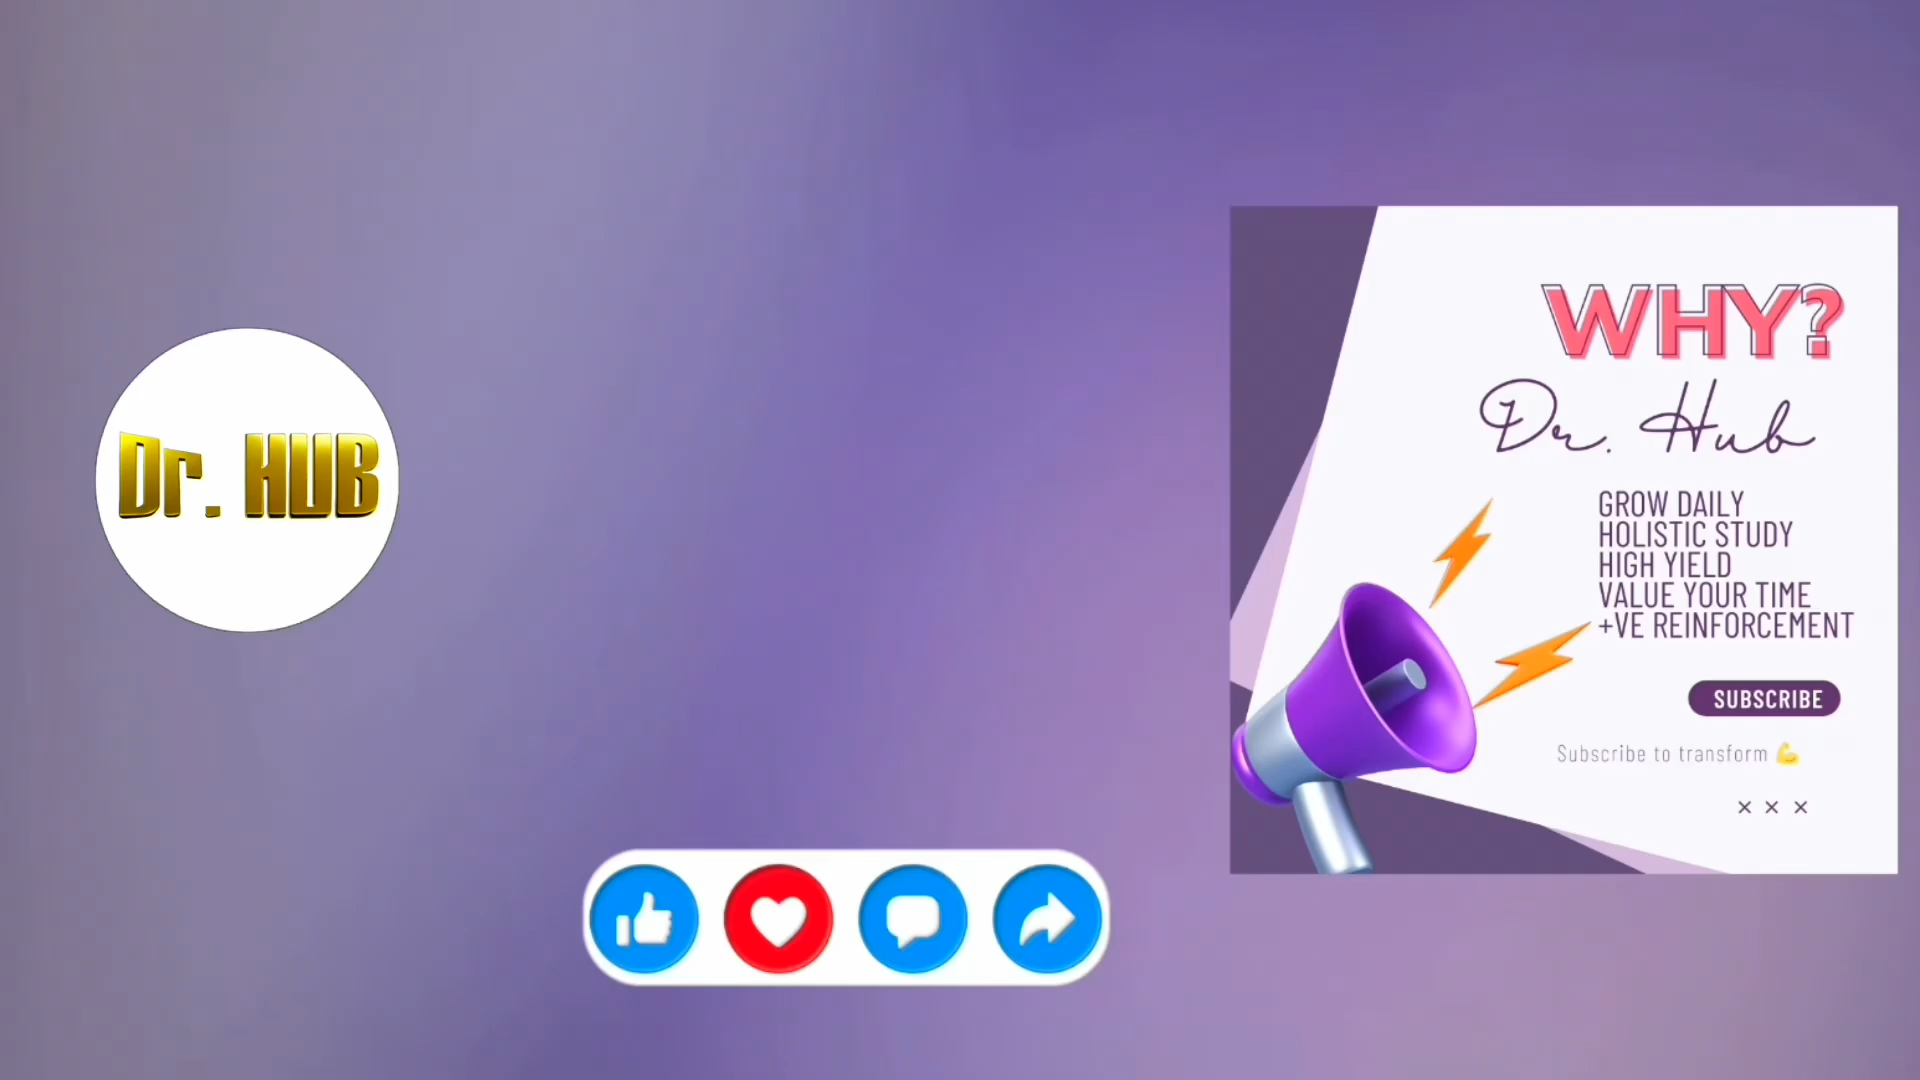 Dr. HUB
WHY?
Dr. Hub
GROW DAILY
HOLISTIC STUDY
HIGH YIELD
VALUE YOUR TIME
+VE REINFORCEMENT
SUBSCRIBE
Subscribe to transform 💪
× × ×